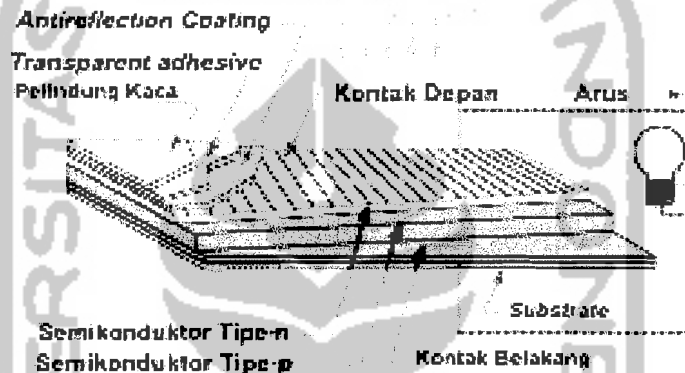 Antireflection Coating
Transparent adhesive
Pelindung Kaca
Kontak Depan
Arus
Substrate
Semikonduktor Tipe-n
Semikonduktor Tipe-p
Kontak Belakang